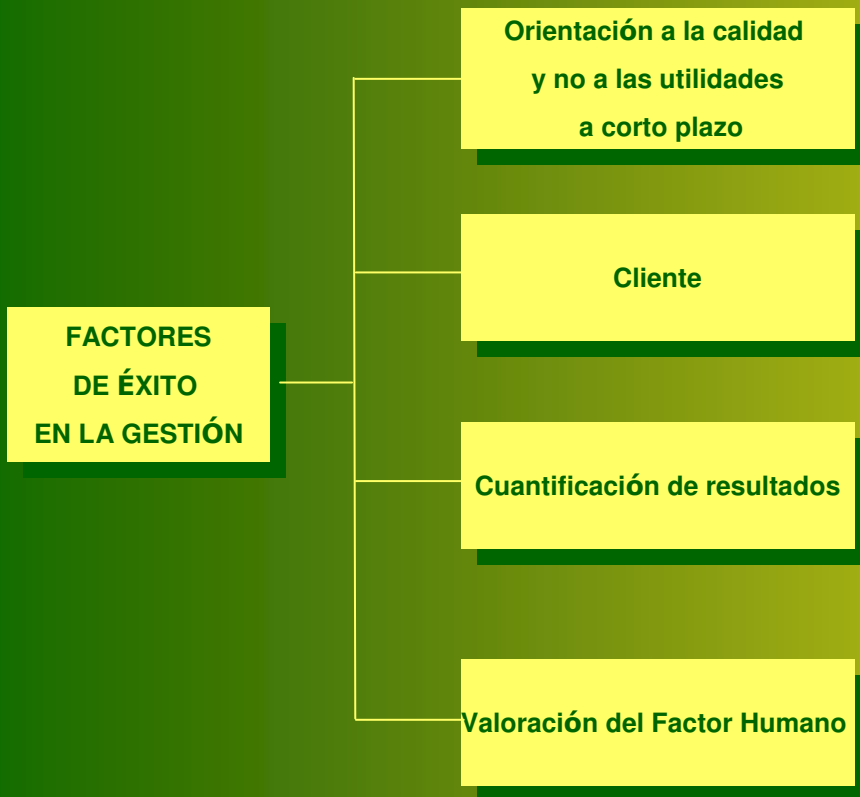 Orientación a la calidad
y no a las utilidades
a corto plazo
Cliente
FACTORES
DE ÉXITO
EN LA GESTIÓN
Cuantificación de resultados
Valoración del Factor Humano